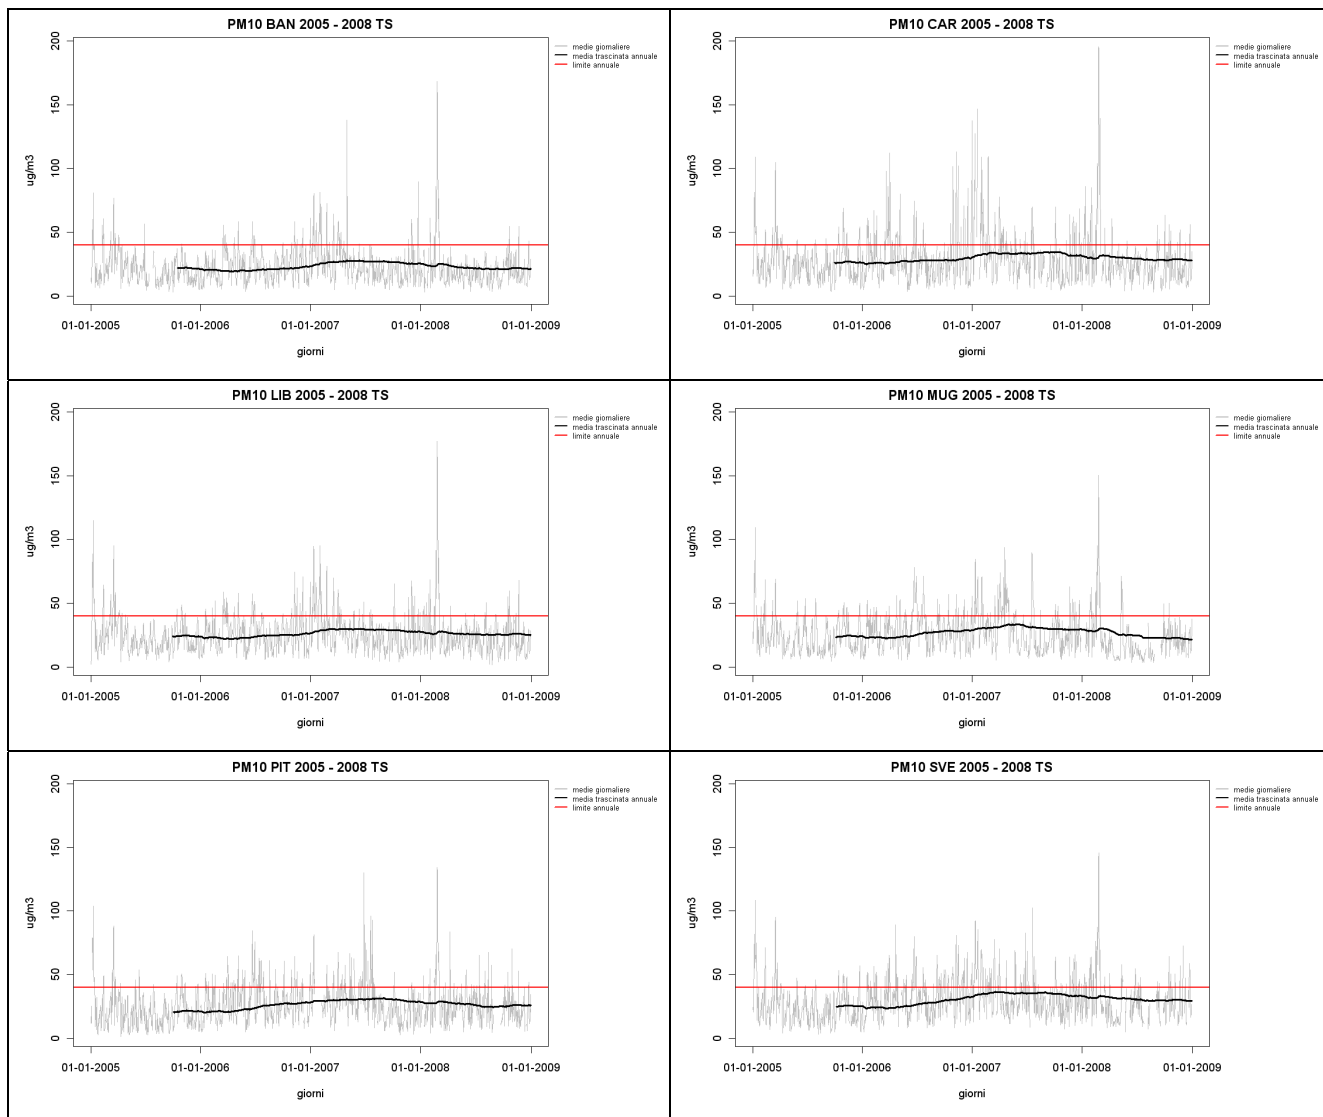 PM10 BAN 2005 - 2008 TS
medie giornaliere
media trascinata annuale
limite annuale
ug/m3
200
150
100
50
0
01-01-2005 01-01-2006 01-01-2007 01-01-2008 01-01-2009
giorni
PM10 CAR 2005 - 2008 TS
medie giornaliere
media trascinata annuale
limite annuale
ug/m3
200
150
100
50
0
01-01-2005 01-01-2006 01-01-2007 01-01-2008 01-01-2009
giorni
PM10 LIB 2005 - 2008 TS
medie giornaliere
media trascinata annuale
limite annuale
ug/m3
200
150
100
50
0
01-01-2005 01-01-2006 01-01-2007 01-01-2008 01-01-2009
giorni
PM10 MUG 2005 - 2008 TS
medie giornaliere
media trascinata annuale
limite annuale
ug/m3
200
150
100
50
0
01-01-2005 01-01-2006 01-01-2007 01-01-2008 01-01-2009
giorni
PM10 PIT 2005 - 2008 TS
medie giornaliere
media trascinata annuale
limite annuale
ug/m3
200
150
100
50
0
01-01-2005 01-01-2006 01-01-2007 01-01-2008 01-01-2009
giorni
PM10 SVE 2005 - 2008 TS
medie giornaliere
media trascinata annuale
limite annuale
ug/m3
200
150
100
50
0
01-01-2005 01-01-2006 01-01-2007 01-01-2008 01-01-2009
giorni